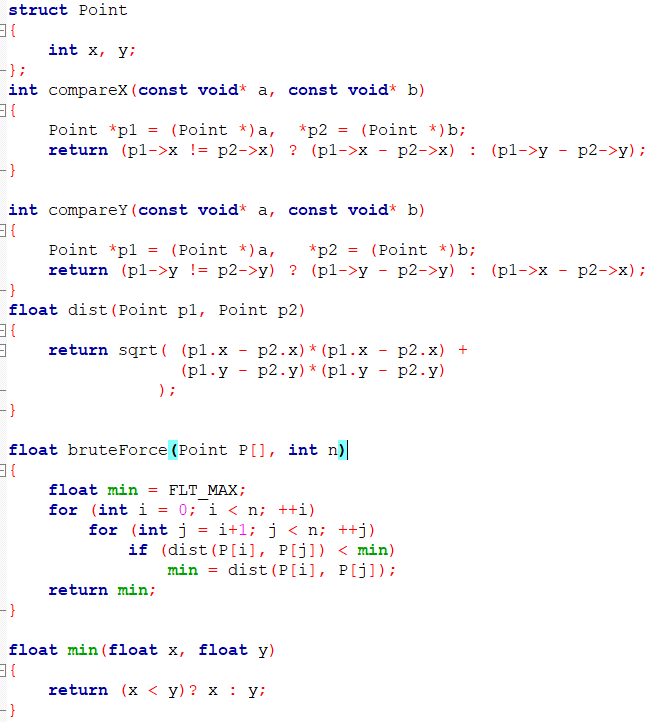 struct Point
{
    int x, y;
};
int compareX(const void* a, const void* b)
{
    Point *p1 = (Point *)a,  *p2 = (Point *)b;
    return (p1->x != p2->x) ? (p1->x - p2->x) : (p1->y - p2->y);
}

int compareY(const void* a, const void* b)
{
    Point *p1 = (Point *)a,   *p2 = (Point *)b;
    return (p1->y != p2->y) ? (p1->y - p2->y) : (p1->x - p2->x);
}
float dist(Point p1, Point p2)
{
    return sqrt( (p1.x - p2.x)*(p1.x - p2.x) +
                 (p1.y - p2.y)*(p1.y - p2.y)
               );
}

float bruteForce(Point P[], int n)
{
    float min = FLT_MAX;
    for (int i = 0; i < n; ++i)
        for (int j = i+1; j < n; ++j)
            if (dist(P[i], P[j]) < min)
                min = dist(P[i], P[j]);
    return min;
}

float min(float x, float y)
{
    return (x < y)? x : y;
}